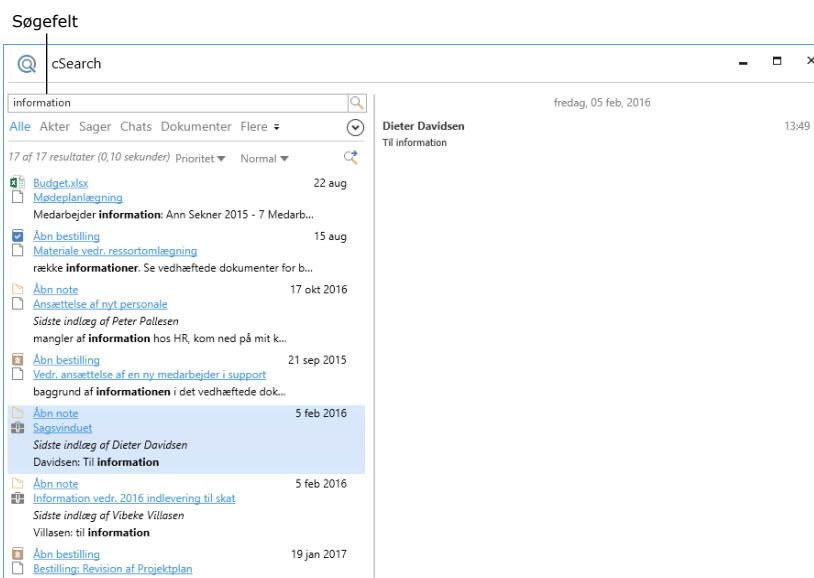 Søgefelt
cSearch
information
Alle Akter Sager Chats Dokumenter Flere
17 af 17 resultater (0,10 sekunder) Prioritet Normal
Budget.xlsx 22 aug
Mødeplanlægning
Medarbejder information: Ann Sekner 2015 - 7 Medarb...
Åbn bestilling 15 aug
Materiale vedr. ressortomlægning
række informationer. Se vedhæftede dokumenter for b...
Åbn note 17 okt 2016
Ansættelse af nyt personale
Sidste indlæg af Peter Pallesen
mangler af information hos HR, kom ned på mit k...
Åbn bestilling 21 sep 2015
Vedr. ansættelse af en ny medarbejder i support
baggrund af informationen i det vedhæftede dok...
Åbn note 5 feb 2016
Sagsvinduet
Sidste indlæg af Dieter Davidsen
Davidsen: Til information
Åbn note 5 feb 2016
Information vedr. 2016 indlevering til skat
Sidste indlæg af Vibeke Villasen
Villasen: til information
Åbn bestilling 19 jan 2017
Bestilling: Revision af Projektplan
fredag, 05 feb, 2016
Dieter Davidsen 13:49
Til information